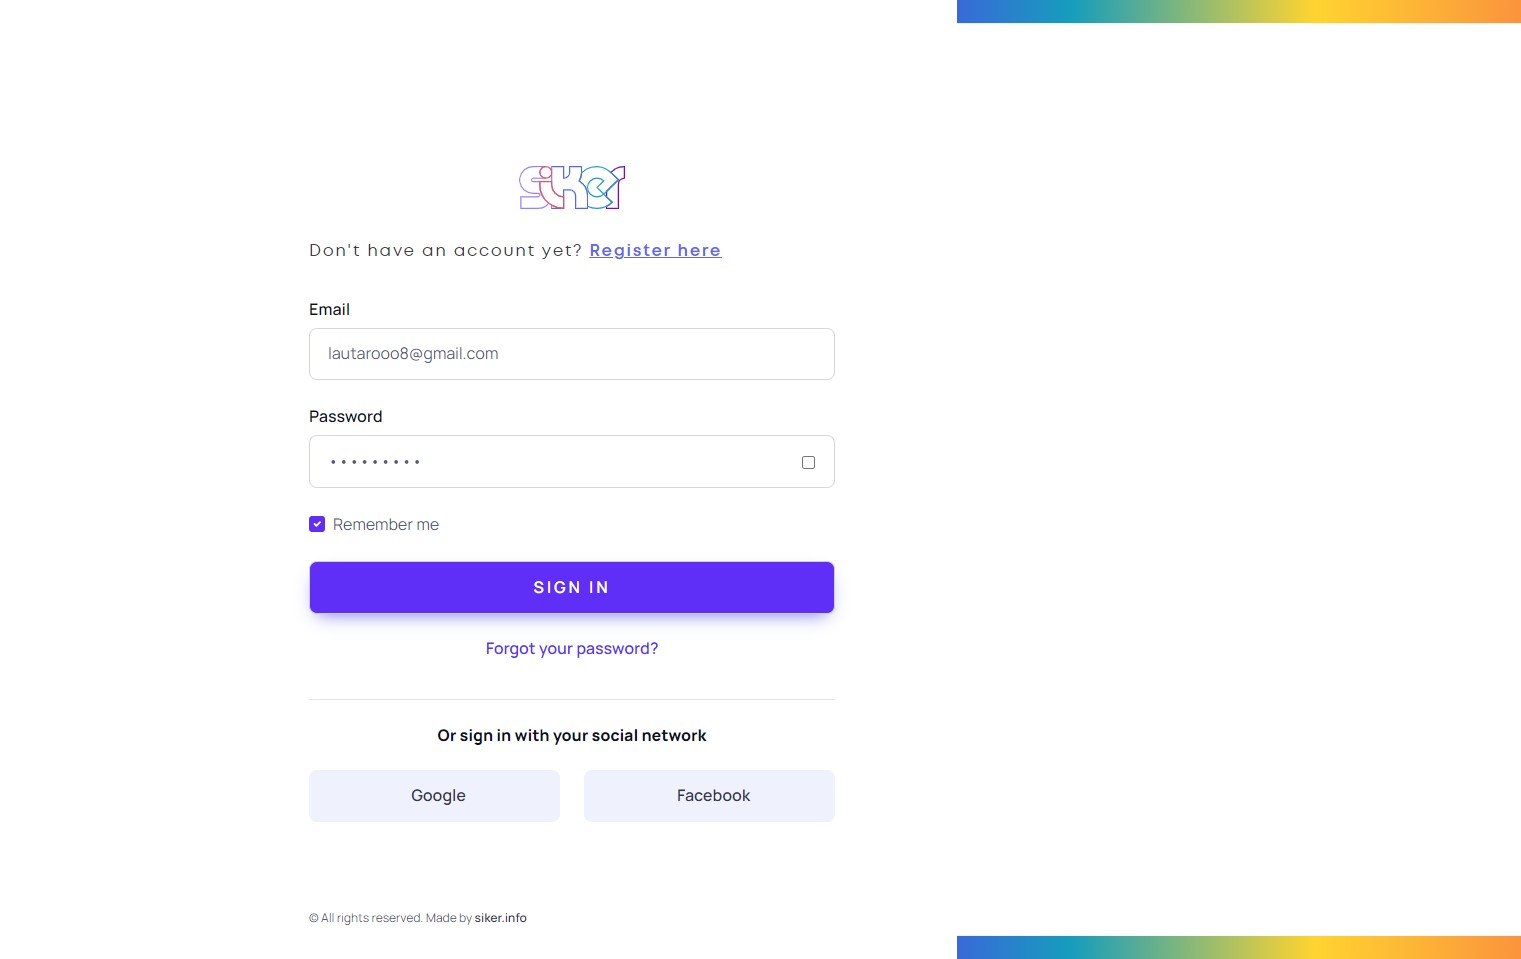 siker
Don't have an account yet? Register here
Email
lautarooo8@gmail.com
Password
•••••••••
Remember me
SIGN IN
Forgot your password?
Or sign in with your social network
Google
Facebook
© All rights reserved. Made by siker.info